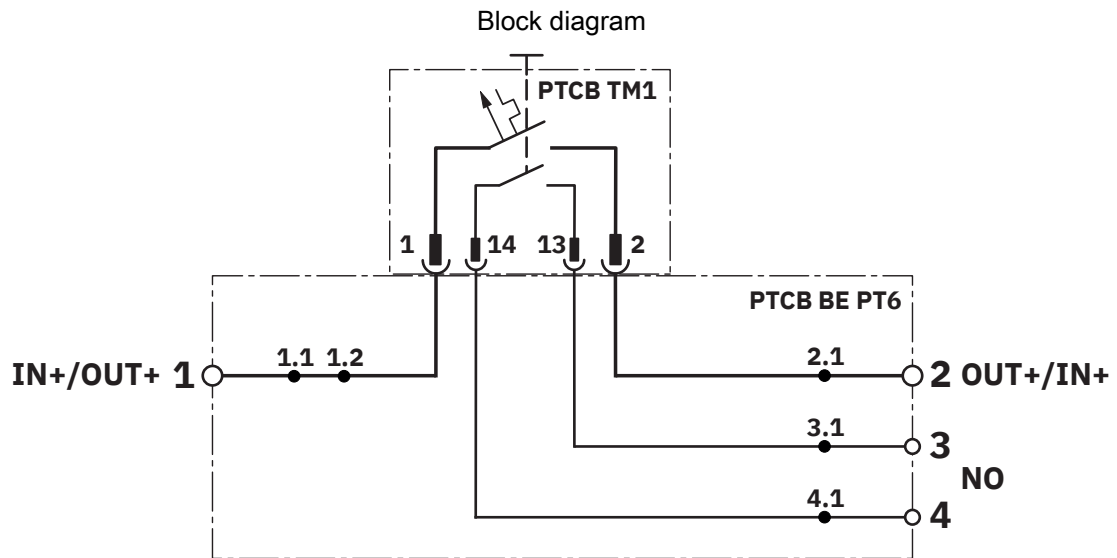 Block diagram
PTCB TM1
1 14 13 2
PTCB BE PT6
IN+/OUT+ 1 1.1 1.2 2.1 2 OUT+/IN+
3.1 3
NO
4.1 4